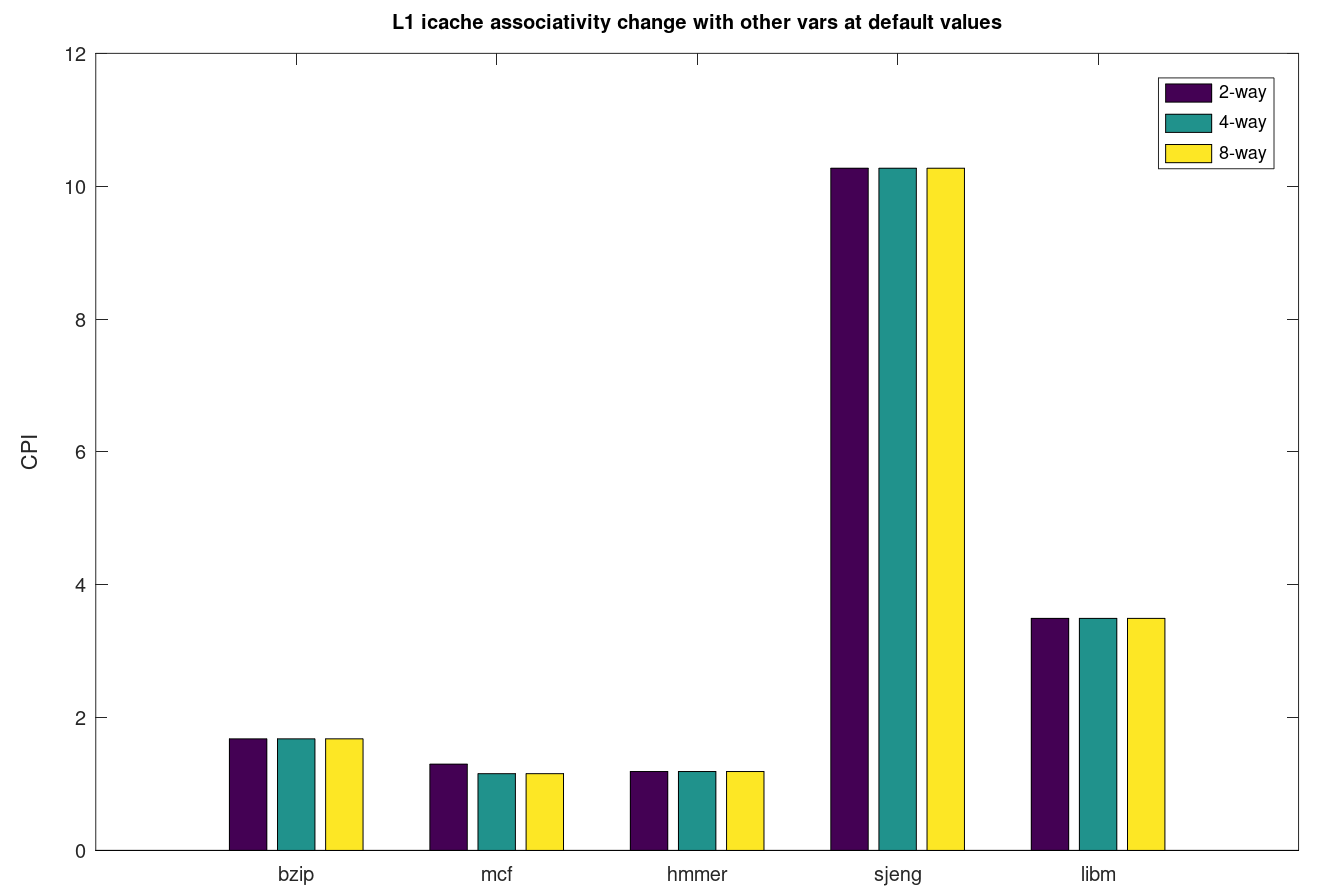 L1 icache associativity change with other vars at default values
12
10
8
6
4
2
0
CPI
2-way
4-way
8-way
bzip mcf hmmer sjeng libm